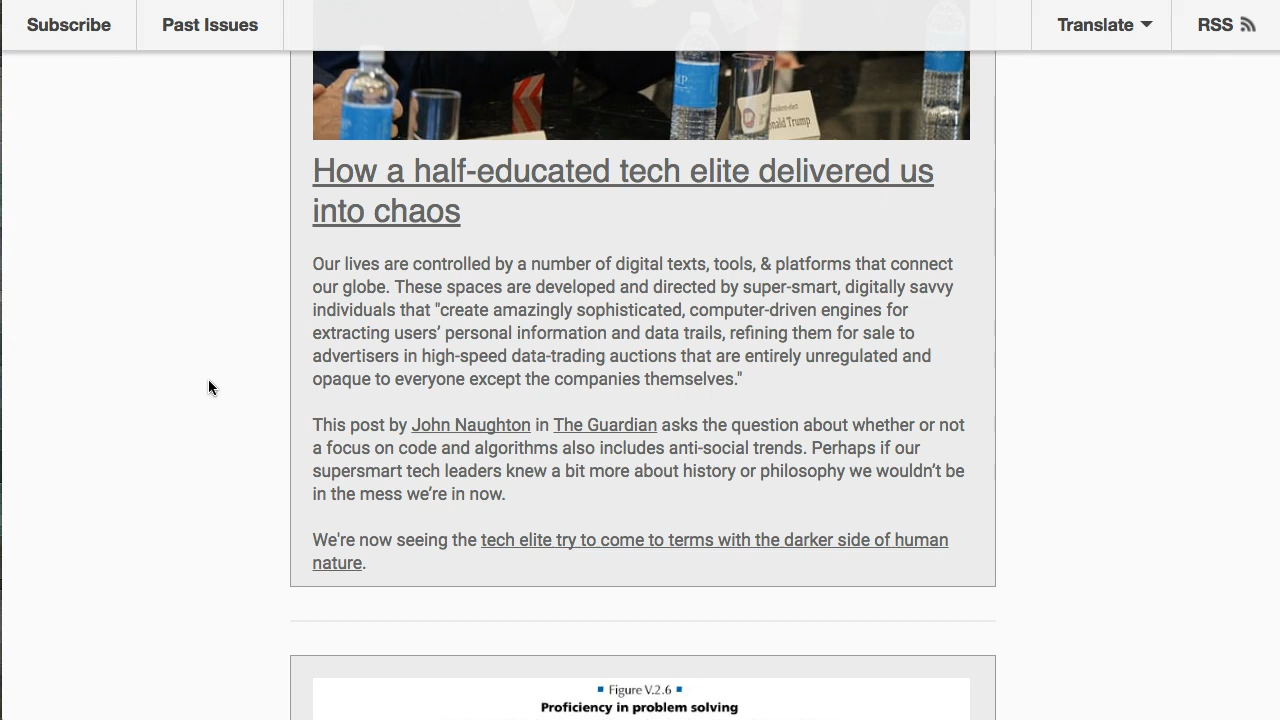 Subscribe
Past Issues
Translate
RSS
MP
resident-elect
nald Trump
How a half-educated tech elite delivered us
into chaos
Our lives are controlled by a number of digital texts, tools, & platforms that connect
our globe. These spaces are developed and directed by super-smart, digitally savvy
individuals that "create amazingly sophisticated, computer-driven engines for
extracting users’ personal information and data trails, refining them for sale to
advertisers in high-speed data-trading auctions that are entirely unregulated and
opaque to everyone except the companies themselves."
This post by John Naughton in The Guardian asks the question about whether or not
a focus on code and algorithms also includes anti-social trends. Perhaps if our
supersmart tech leaders knew a bit more about history or philosophy we wouldn’t be
in the mess we’re in now.
We're now seeing the tech elite try to come to terms with the darker side of human
nature.
Figure V.2.6
Proficiency in problem solving